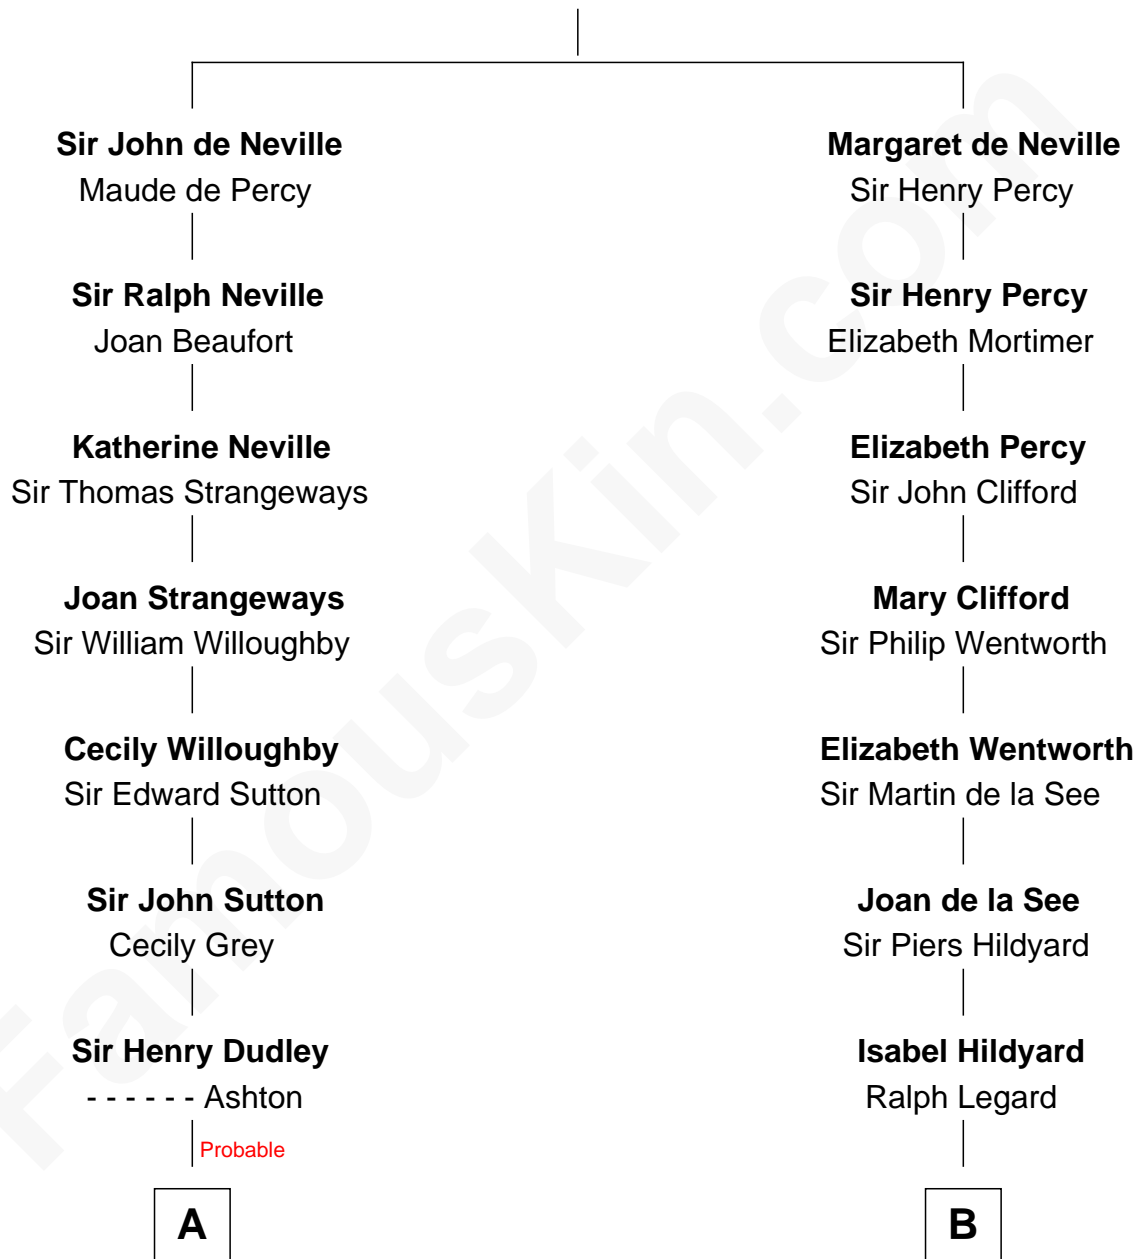 Sir John de Neville
Maude de Percy
Sir Ralph Neville
Joan Beaufort
Katherine Neville
Sir Thomas Strangeways
Joan Strangeways
Sir William Willoughby
Cecily Willoughby
Sir Edward Sutton
Sir John Sutton
Cecily Grey
Sir Henry Dudley
- - - - - - Ashton
Probable
A
Margaret de Neville
Sir Henry Percy
Sir Henry Percy
Elizabeth Mortimer
Elizabeth Percy
Sir John Clifford
Mary Clifford
Sir Philip Wentworth
Elizabeth Wentworth
Sir Martin de la See
Joan de la See
Sir Piers Hildyard
Isabel Hildyard
Ralph Legard
B
FamousKin.com